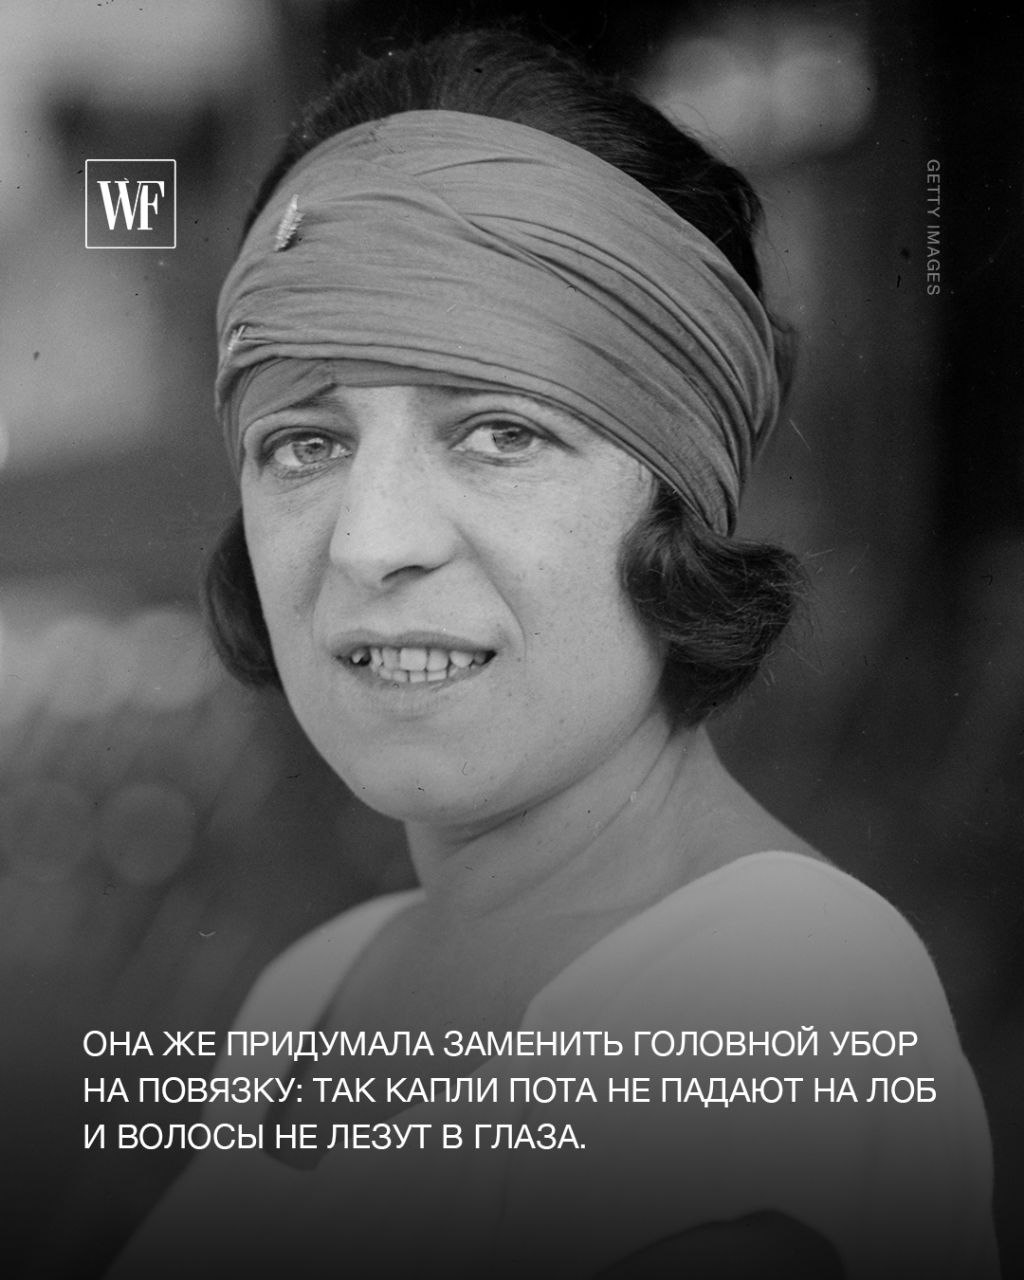 WF
GETTY IMAGES
ОНА ЖЕ ПРИДУМАЛА ЗАМЕНИТЬ ГОЛОВНОЙ УБОР
НА ПОВЯЗКУ: ТАК КАПЛИ ПОТА НЕ ПАДАЮТ НА ЛОБ
И ВОЛОСЫ НЕ ЛЕЗУТ В ГЛАЗА.